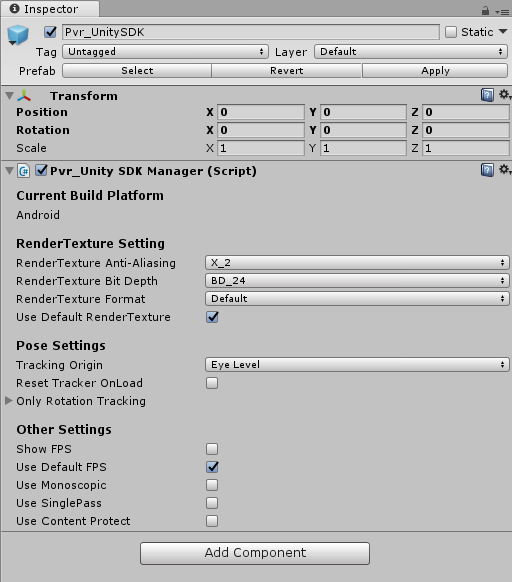 Inspector
Pvr_UnitySDK Static
Tag Untagged Layer Default
Prefab Select Revert Apply
Transform
Position X 0 Y 0 Z 0
Rotation X 0 Y 0 Z 0
Scale X 1 Y 1 Z 1
Pvr_Unity SDK Manager (Script)
Current Build Platform
Android
RenderTexture Setting
RenderTexture Anti-Aliasing X_2
RenderTexture Bit Depth BD_24
RenderTexture Format Default
Use Default RenderTexture
Pose Settings
Tracking Origin Eye Level
Reset Tracker OnLoad
Only Rotation Tracking
Other Settings
Show FPS
Use Default FPS
Use Monoscopic
Use SinglePass
Use Content Protect
Add Component